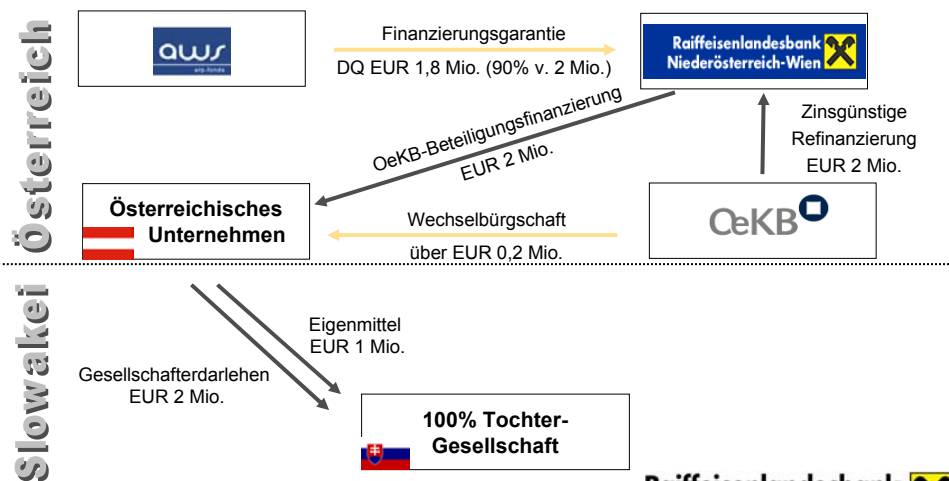 Österreich
aws
erp-fonds
Finanzierungsgarantie
DQ EUR 1,8 Mio. (90% v. 2 Mio.)
Raiffeisenlandesbank
Niederösterreich-Wien
OeKB-Beteiligungsfinanzierung
EUR 2 Mio.
Zinsgünstige
Refinanzierung
EUR 2 Mio.
Österreichisches
Unternehmen
Wechselbürgschaft
über EUR 0,2 Mio.
OeKB
Slowakei
Eigenmittel
EUR 1 Mio.
Gesellschafterdarlehen
EUR 2 Mio.
100% Tochter-
Gesellschaft
Raiffeisenlandesbank